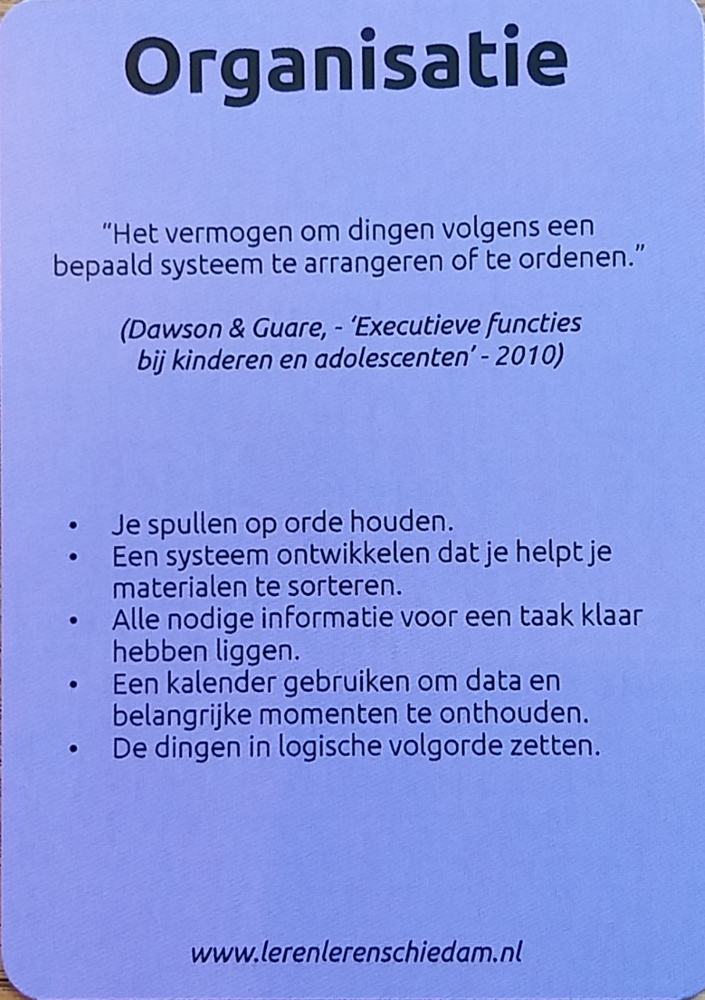 Organisatie
“Het vermogen om dingen volgens een
bepaald systeem te arrangeren of te ordenen.”
(Dawson & Guare, - ‘Executieve functies
bij kinderen en adolescenten’ - 2010)
• Je spullen op orde houden.
• Een systeem ontwikkelen dat je helpt je
materialen te sorteren.
• Alle nodige informatie voor een taak klaar
hebben liggen.
• Een kalender gebruiken om data en
belangrijke momenten te onthouden.
• De dingen in logische volgorde zetten.
www.lerenlerenschiedam.nl